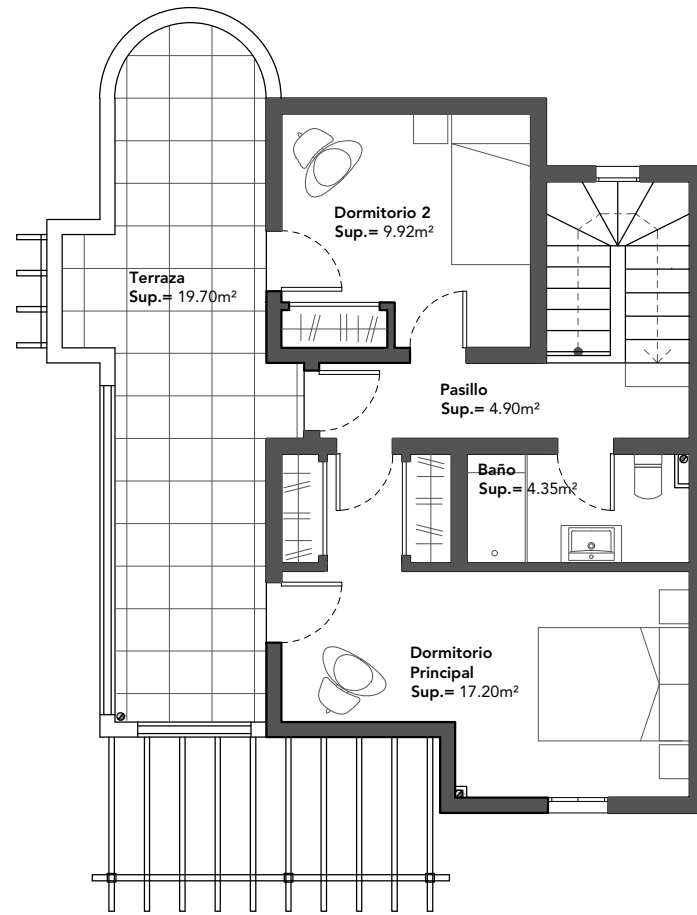 Dormitorio 2
Sup.= 9.92m²
Terraza
Sup.= 19.70m²
Pasillo
Sup.= 4.90m²
Baño
Sup.= 4.35m²
Dormitorio
Principal
Sup.= 17.20m²